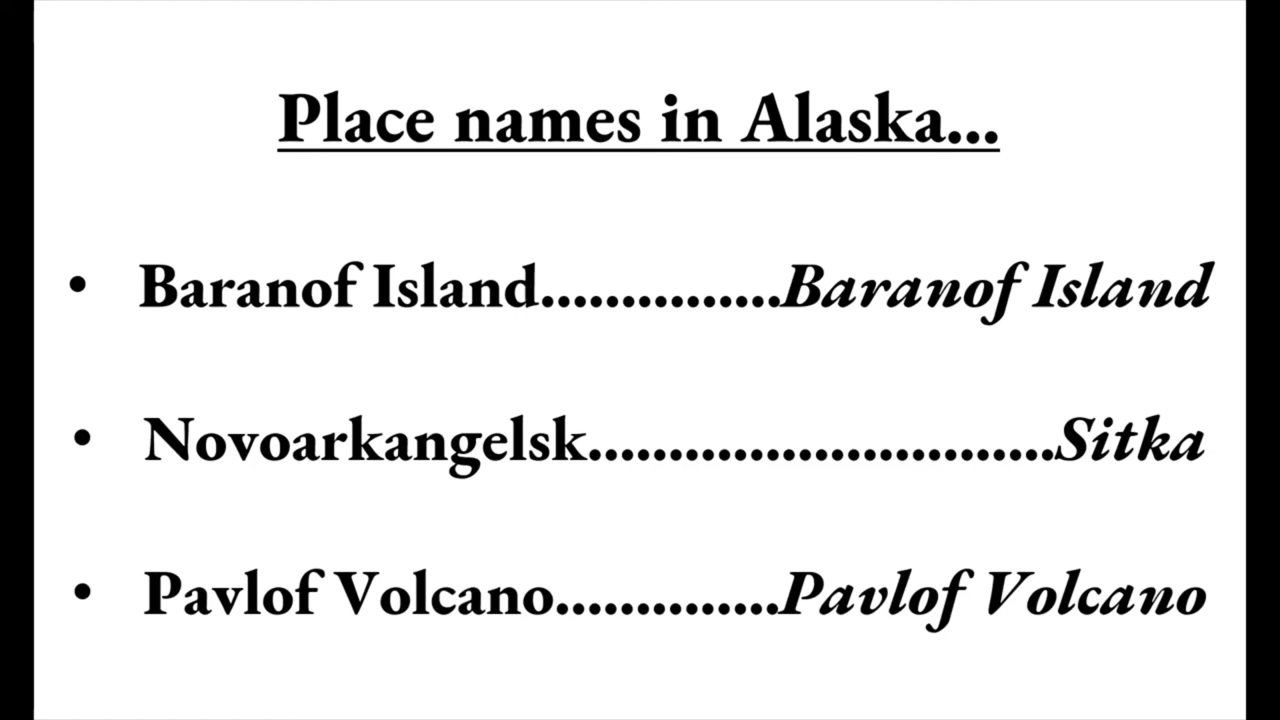 Place names in Alaska...
• Baranof Island...............Baranof Island
• Novoarkangelsk.............................Sitka
• Pavlof Volcano..............Pavlof Volcano